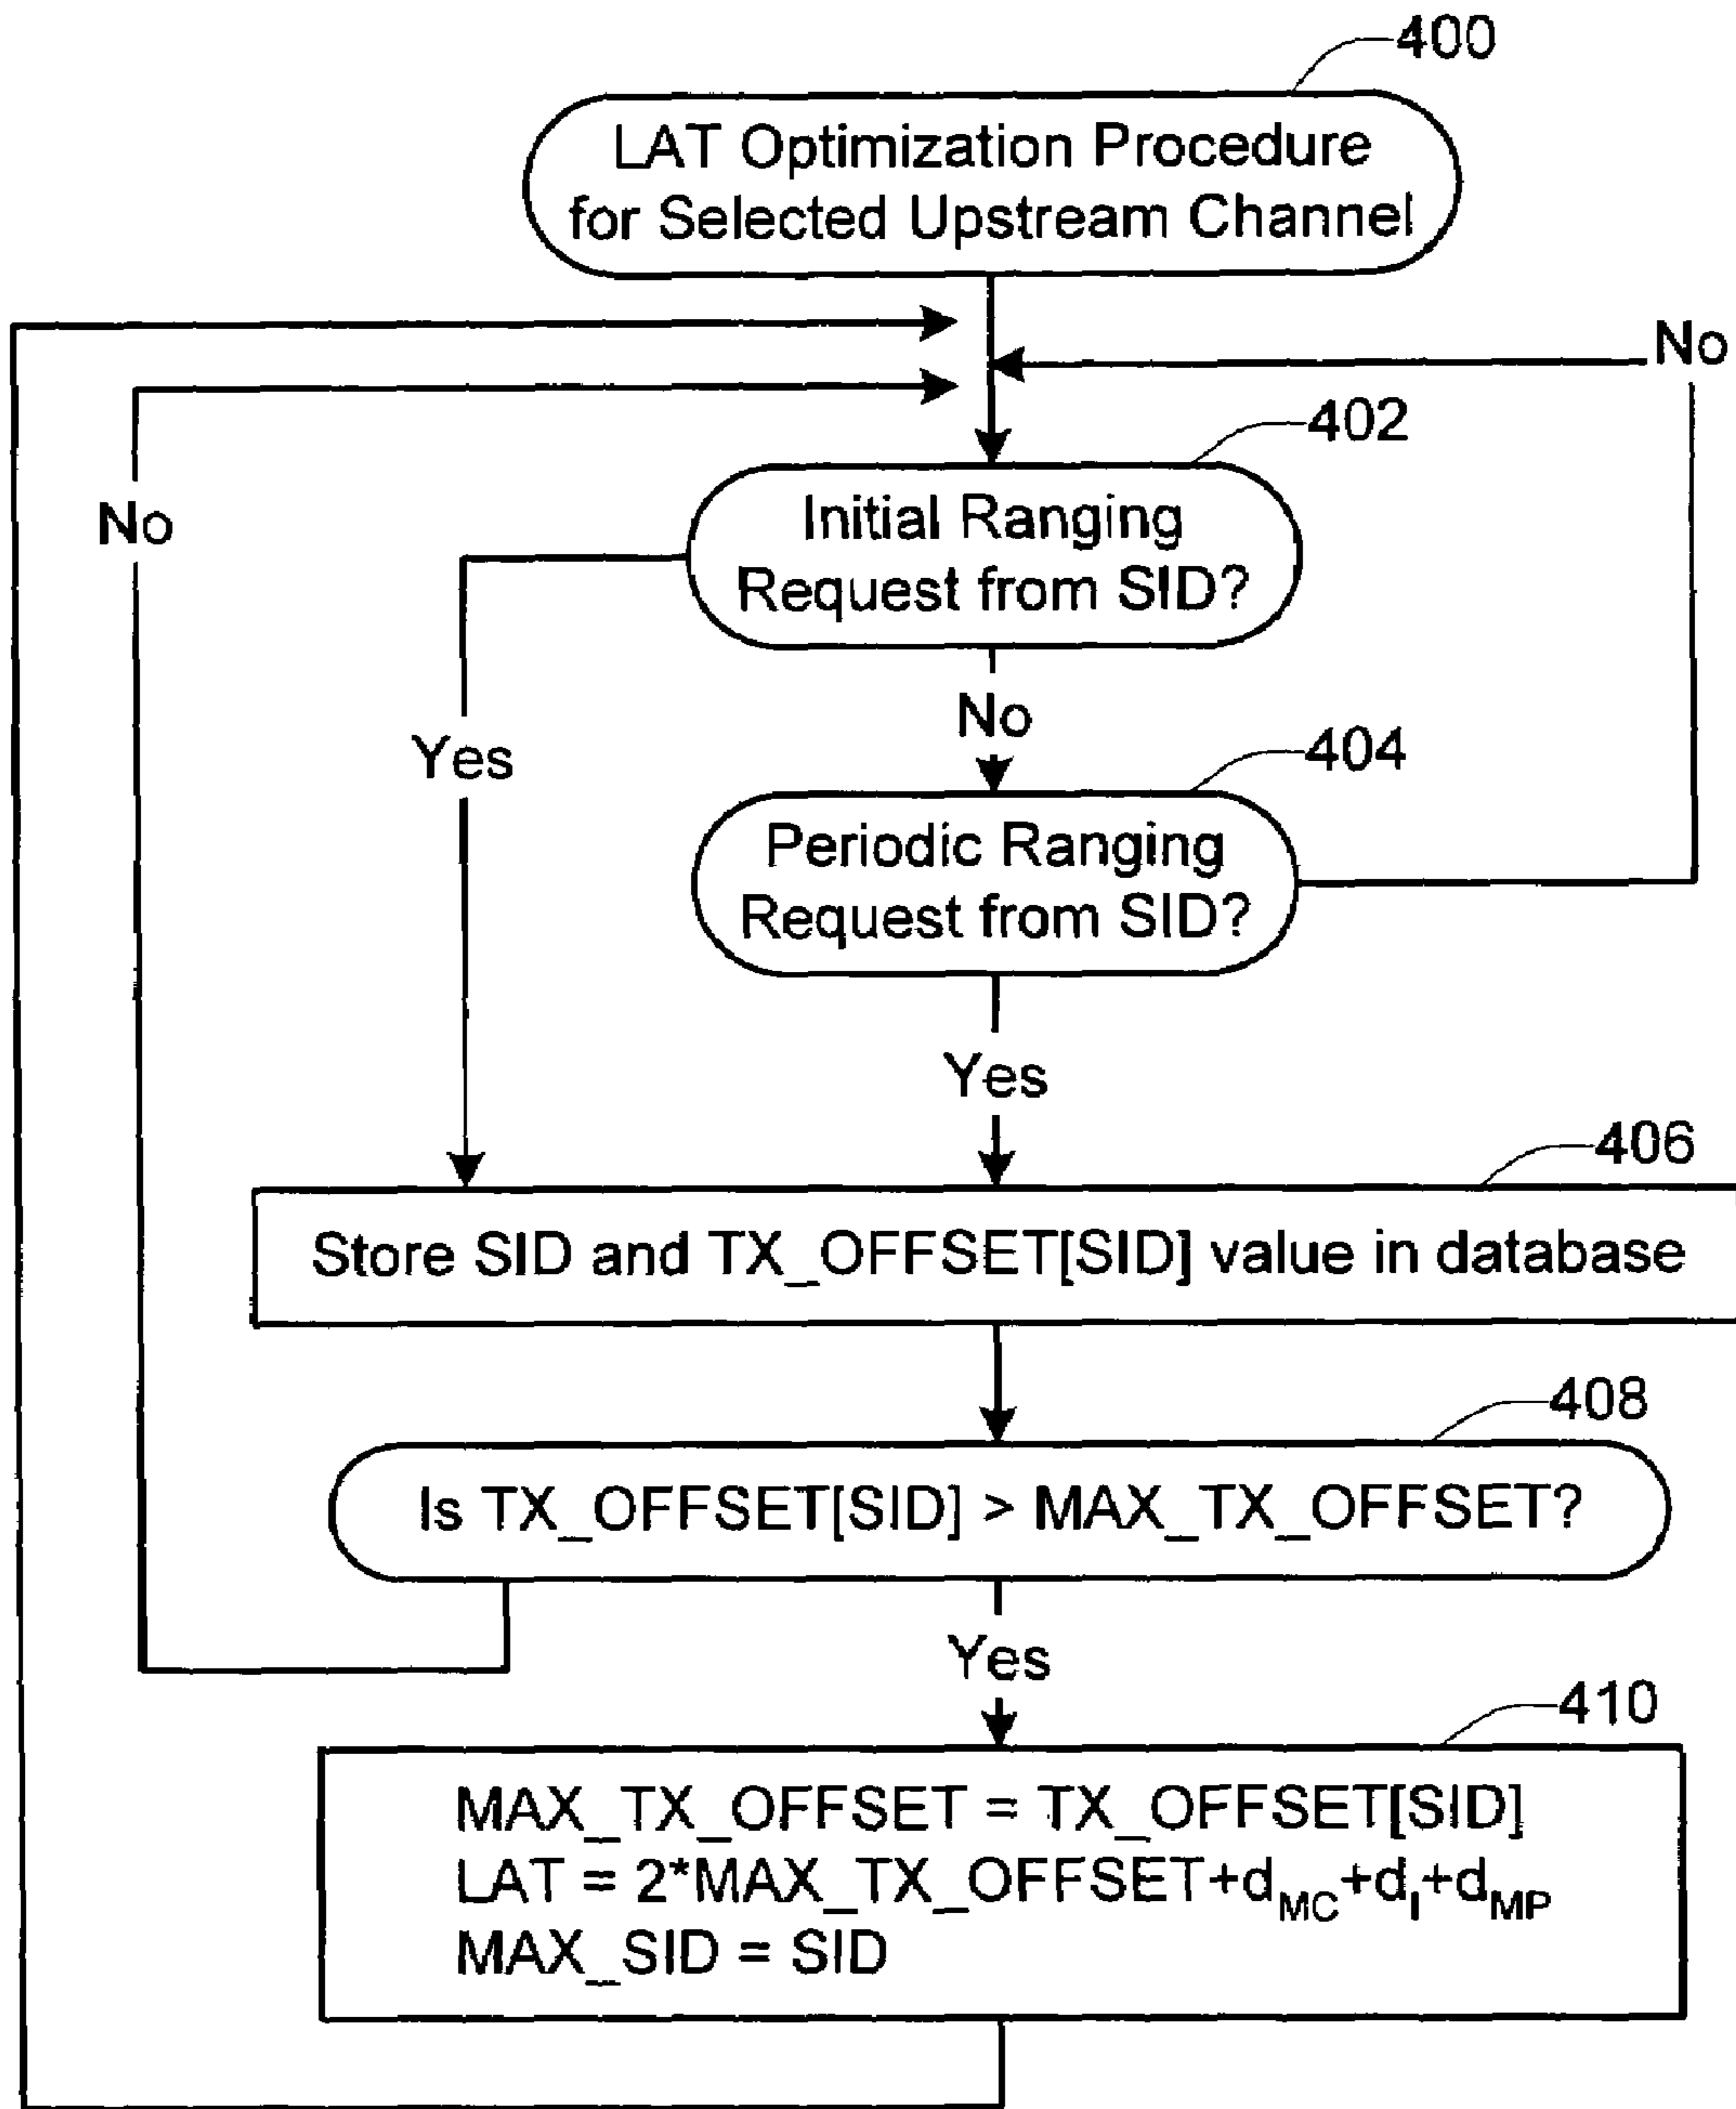 400
LAT Optimization Procedure
for Selected Upstream Channel
No
402
Initial Ranging
Request from SID?
No
No
Yes
404
Periodic Ranging
Request from SID?
Yes
406
Store SID and TX_OFFSET[SID] value in database
408
Is TX_OFFSET[SID] > MAX_TX_OFFSET?
Yes
410
MAX_TX_OFFSET = TX_OFFSET[SID]
LAT = 2*MAX_TX_OFFSET+dMC+dI+dMP
MAX_SID = SID